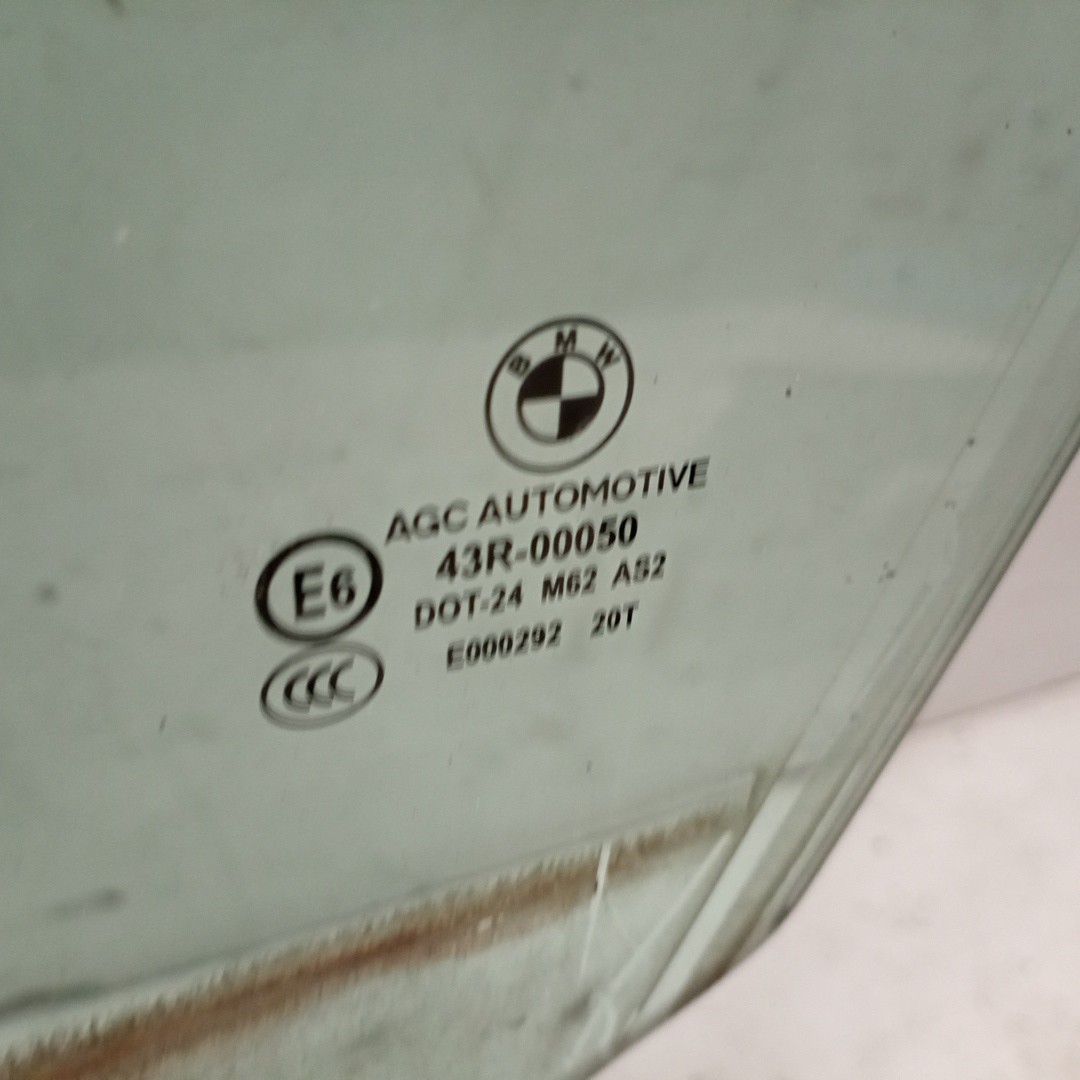 BMW
AGC AUTOMOTIVE
43R-00050
E6
DOT-24 M62 AS2
E000292 20T
CCC